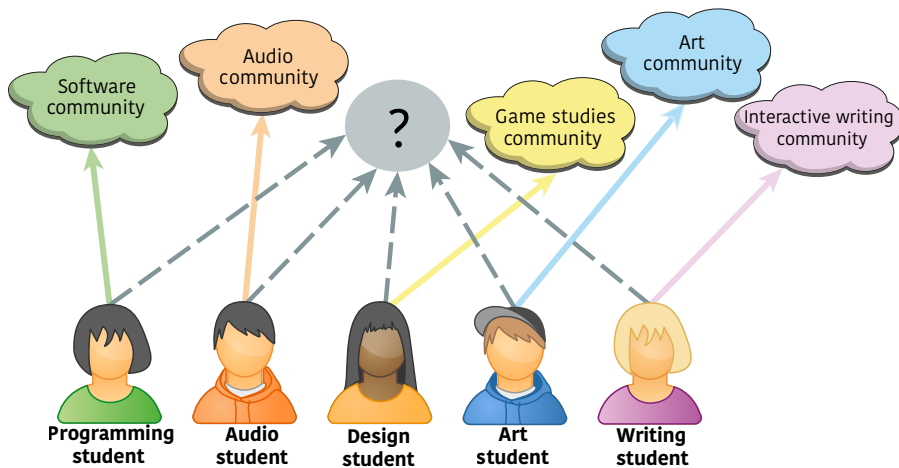 Software
community
Audio
community
?
Game studies
community
Art
community
Interactive writing
community
Programming
student
Audio
student
Design
student
Art
student
Writing
student